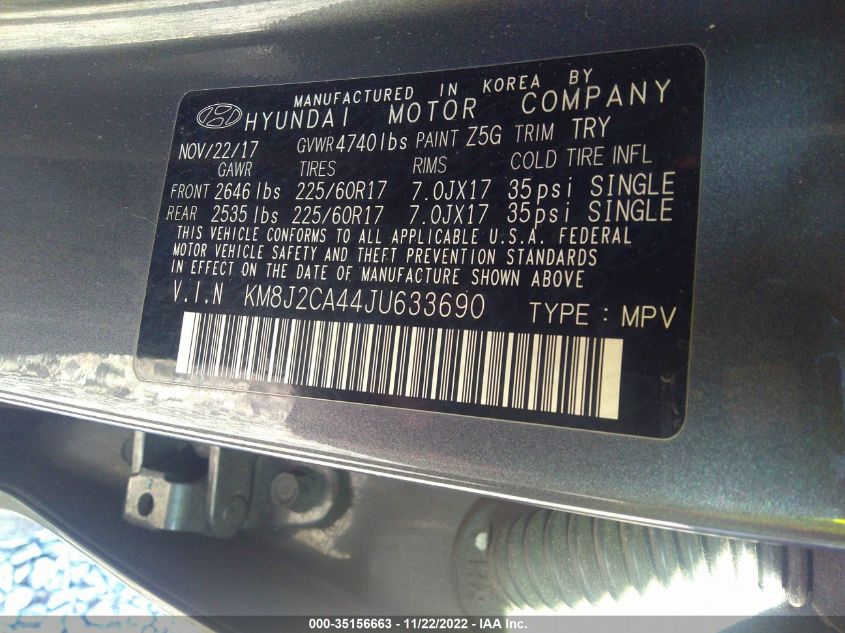 MANUFACTURED IN KOREA BY
HYUNDAI MOTOR COMPANY
NOV/22/17 GVWR 4740 lbs PAINT Z5G TRIM TRY
GAWR TIRES RIMS COLD TIRE INFL
FRONT 2646 lbs 225/60R17 7.0JX17 35psi SINGLE
REAR 2535 lbs 225/60R17 7.0JX17 35psi SINGLE
THIS VEHICLE CONFORMS TO ALL APPLICABLE U.S.A. FEDERAL
MOTOR VEHICLE SAFETY AND THEFT PREVENTION STANDARDS
IN EFFECT ON THE DATE OF MANUFACTURE SHOWN ABOVE
V.I.N KM8J2CA44JU633690 TYPE : MPV
000-35156663 - 11/22/2022 - IAA Inc.